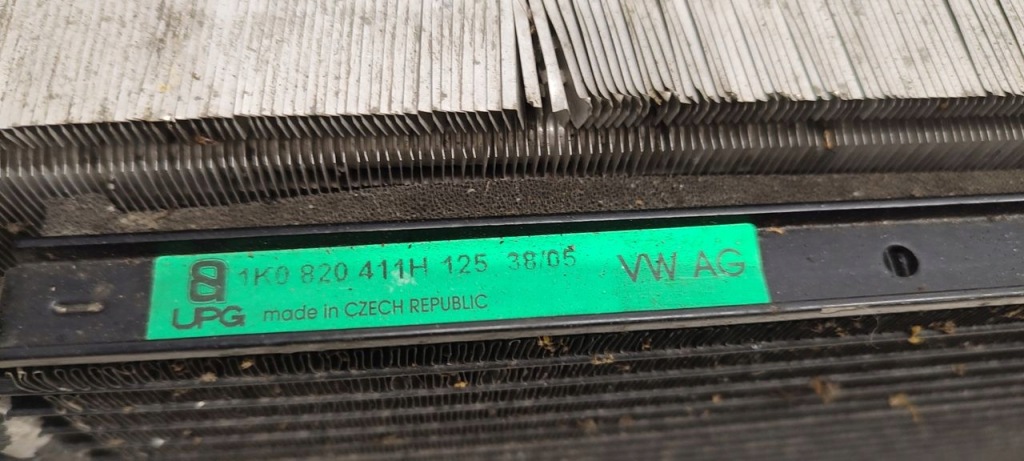 1K0 820 411H 125 38/05 VW AG
UPG made in CZECH REPUBLIC